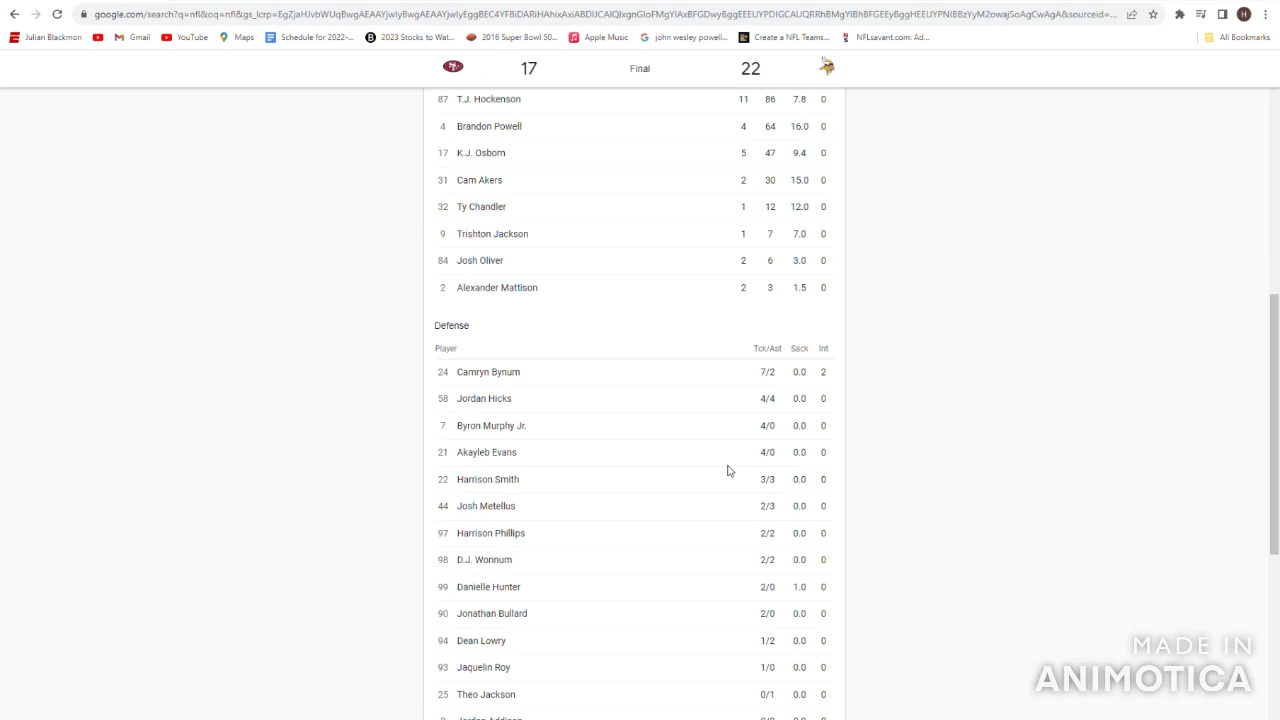 google.com/search?q=nfl&oq=nfl&gs_lcrp=
Julian Blackmon Gmail YouTube Maps Schedule for 2022-... 2023 Stocks to Wat... 2016 Super Bowl 50... Apple Music john wesley powell... Create a NFL Teams... NFLsavant.com: Ad... All Bookmarks
17 Final 22
87 T.J. Hockenson 11 86 7.8 0
4 Brandon Powell 4 64 16.0 0
17 K.J. Osborn 5 47 9.4 0
31 Cam Akers 2 30 15.0 0
32 Ty Chandler 1 12 12.0 0
9 Trishton Jackson 1 7 7.0 0
84 Josh Oliver 2 6 3.0 0
2 Alexander Mattison 2 3 1.5 0
Defense
Player Tck/Ast Sack Int
24 Camryn Bynum 7/2 0.0 2
58 Jordan Hicks 4/4 0.0 0
7 Byron Murphy Jr. 4/0 0.0 0
21 Akayleb Evans 4/0 0.0 0
22 Harrison Smith 3/3 0.0 0
44 Josh Metellus 2/3 0.0 0
97 Harrison Phillips 2/2 0.0 0
98 D.J. Wonnum 2/2 0.0 0
99 Danielle Hunter 2/0 1.0 0
90 Jonathan Bullard 2/0 0.0 0
94 Dean Lowry 1/2 0.0 0
93 Jaquelin Roy 1/0 0.0 0
25 Theo Jackson 0/1 0.0 0
MADE IN
ANIMOTICA